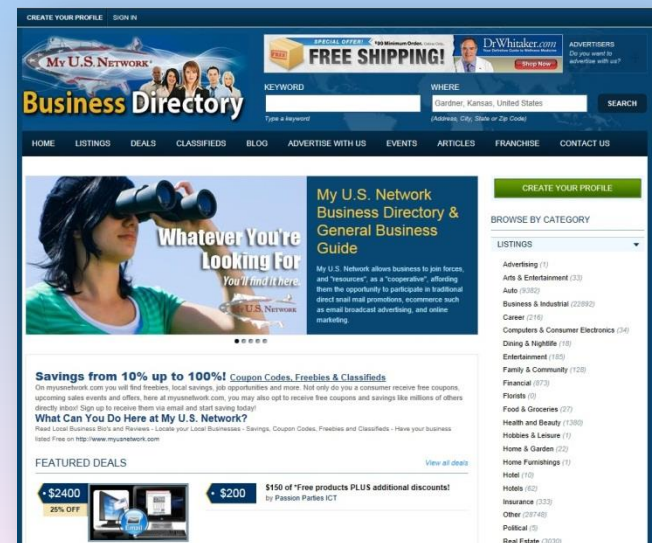 CREATE YOUR PROFILE SIGN IN
MY U.S. NETWORK
Business Directory
SPECIAL OFFER!
FREE
FREE SHIPPING!
DrWhitaker.com
Shop Now
ADVERTISERS
Do you want to
advertise with us?
KEYWORD
Type a keyword
WHERE
Gardner, Kansas, United States
(Address, City, State or Zip Code)
SEARCH
HOME LISTINGS DEALS CLASSIFIEDS BLOG ADVERTISE WITH US EVENTS ARTICLES FRANCHISE CONTACT US
Whatever You're
Looking For
You'll find it here.
U.S. NETWORK
My U.S. Network
Business Directory &
General Business
Guide
My U.S. Network allows business to join forces,
and "resources", as a "cooperative", affording
them the opportunity to participate in traditional
direct snail mail promotions, ecommerce such
as email broadcast advertising, and online
marketing.
Savings from 10% up to 100%! Coupon Codes, Freebies & Classifieds
On myusnetwork.com you will find freebies, local savings, job opportunities and more. Not only do you a consumer receive free coupons,
upcoming sales events and offers, here at myusnetwork.com, you may also opt to receive free coupons and savings like millions of others
directly inbox! Sign up to receive them via email and start saving today!
What Can You Do Here at My U.S. Network?
Read Local Business Bio's and Reviews - Locate your Local Businesses - Savings, Coupon Codes, Freebies and Classifieds - Have your business
listed Free on http://www.myusnetwork.com
FEATURED DEALS
View all deals
$2400
25% OFF
Email
$200
$150 of *Free products PLUS additional discounts!
by Passion Parties ICT
CREATE YOUR PROFILE
BROWSE BY CATEGORY
LISTINGS
Advertising (1)
Arts & Entertainment (33)
Auto (9382)
Business & Industrial (22892)
Career (216)
Computers & Consumer Electronics (34)
Dining & Nightlife (18)
Entertainment (185)
Family & Community (128)
Financial (873)
Florists (0)
Food & Groceries (27)
Health and Beauty (1380)
Hobbies & Leisure (1)
Home & Garden (22)
Home Furnishings (1)
Hotel (10)
Hotels (62)
Insurance (333)
Other (28748)
Political (5)
Real Estate (3030)